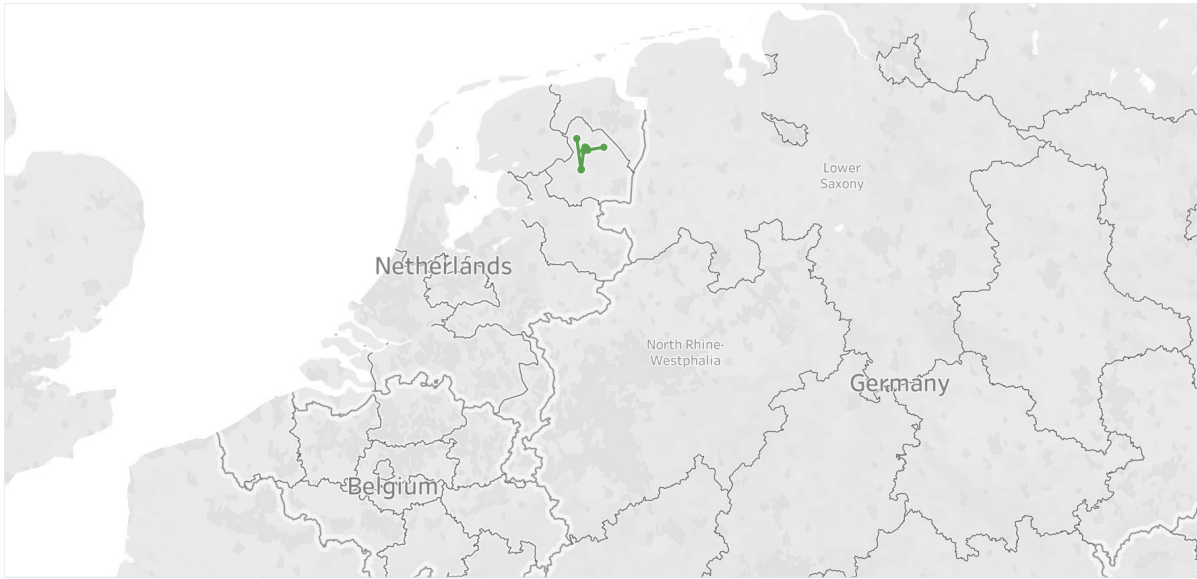 Lower
Saxony
Netherlands
North Rhine-
Westphalia
Germany
Belgium